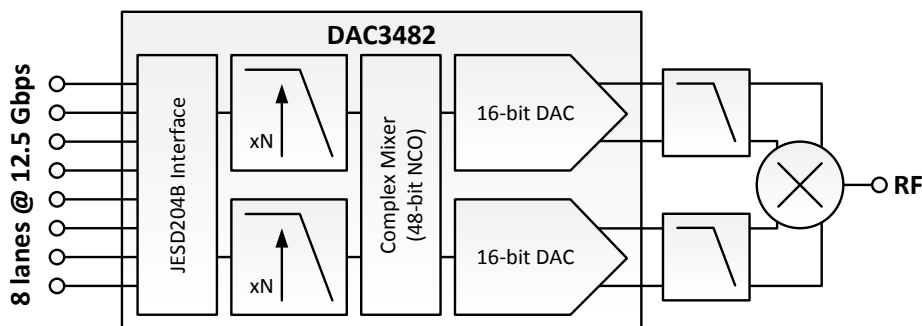 DAC3482
8 lanes @ 12.5 Gbps
JESD204B Interface
xN
xN
Complex Mixer
(48-bit NCO)
16-bit DAC
16-bit DAC
RF